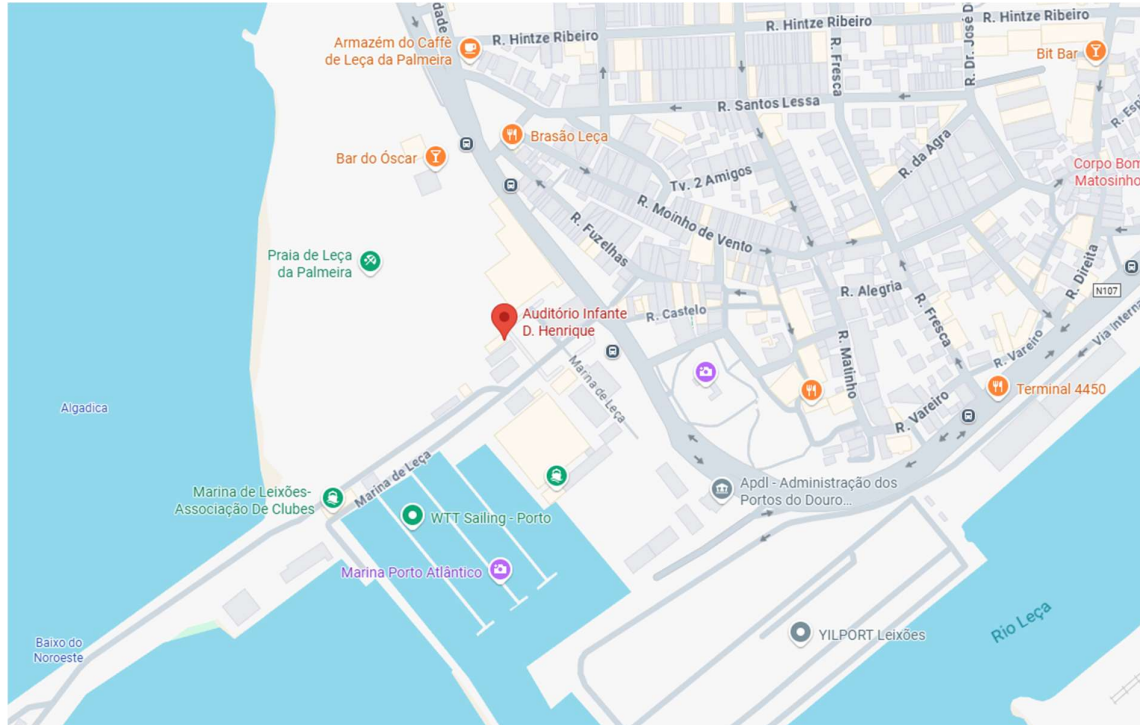 R. Hintze Ribeiro
R. Hintze Ribeiro
R. Hintze Ribeiro
dade
Armazém do Caffè
de Leça da Palmeira
R. Fresca
R. Dr. José D
Bit Bar
R. Santos Lessa
R. Esp
Brasão Leça
Bar do Óscar
R. da Agra
Corpo Bom
Matosinho
Tv. 2 Amigos
R. Moinho de Vento
R. Fuzelhas
Praia de Leça
da Palmeira
R. Direita
N107
R. Alegria
Auditório Infante
D. Henrique
R. Castelo
R. Fresca
Via Interna
R. Matinho
R. Vareiro
Marina de Leça
Terminal 4450
Algadica
R. Vareiro
Marina de Leça
Marina de Leixões-
Associação De Clubes
WTT Sailing - Porto
Apdl - Administração dos
Portos do Douro...
Marina Porto Atlântico
Rio Leça
YILPORT Leixões
Baixo do
Noroeste